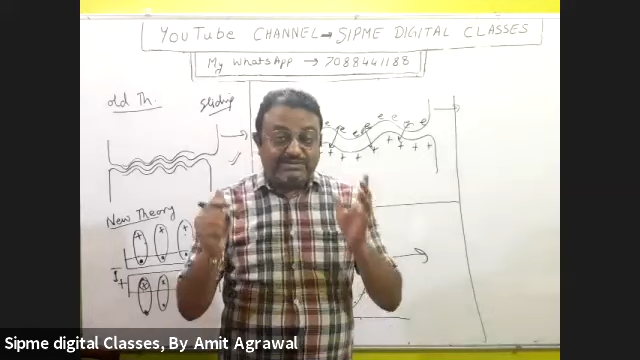 YouTube CHANNEL→ SIPME DIGITAL CLASSES
My WhatsApp → 7088441188
old Th.
sliding
e e e e e e e
+ + + + + + +
New Theory
+ + +
I
+
Sipme digital Classes, By Amit Agrawal